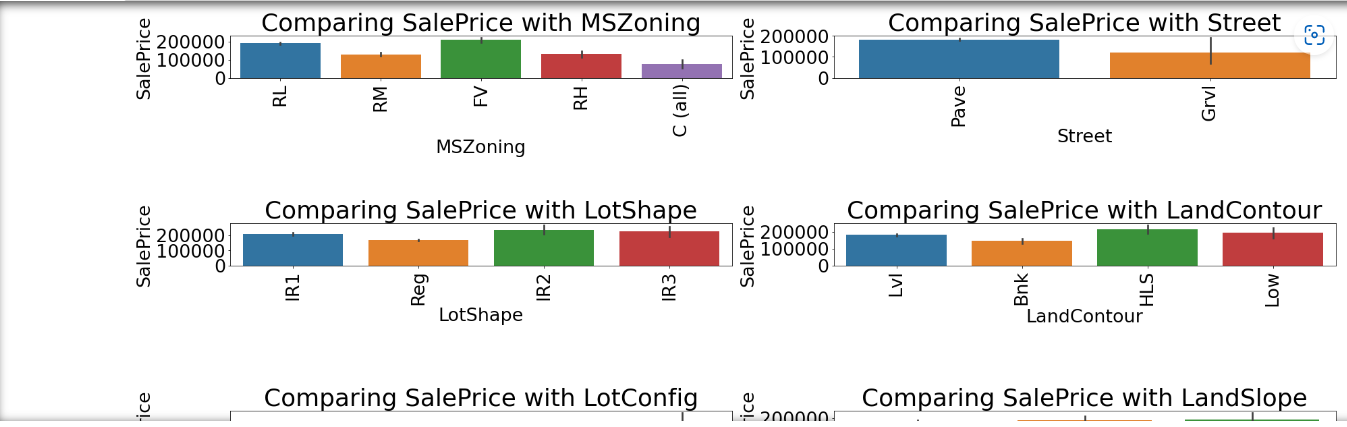 Comparing SalePrice with MSZoning
SalePrice
200000
100000
0
RL
RM
FV
RH
C (all)
MSZoning
Comparing SalePrice with Street
SalePrice
200000
100000
0
Pave
Grvl
Street
Comparing SalePrice with LotShape
SalePrice
200000
100000
0
IR1
Reg
IR2
IR3
LotShape
Comparing SalePrice with LandContour
SalePrice
200000
100000
0
Lvl
Bnk
HLS
Low
LandContour
Comparing SalePrice with LotConfig
rice
Comparing SalePrice with LandSlope
rice
200000